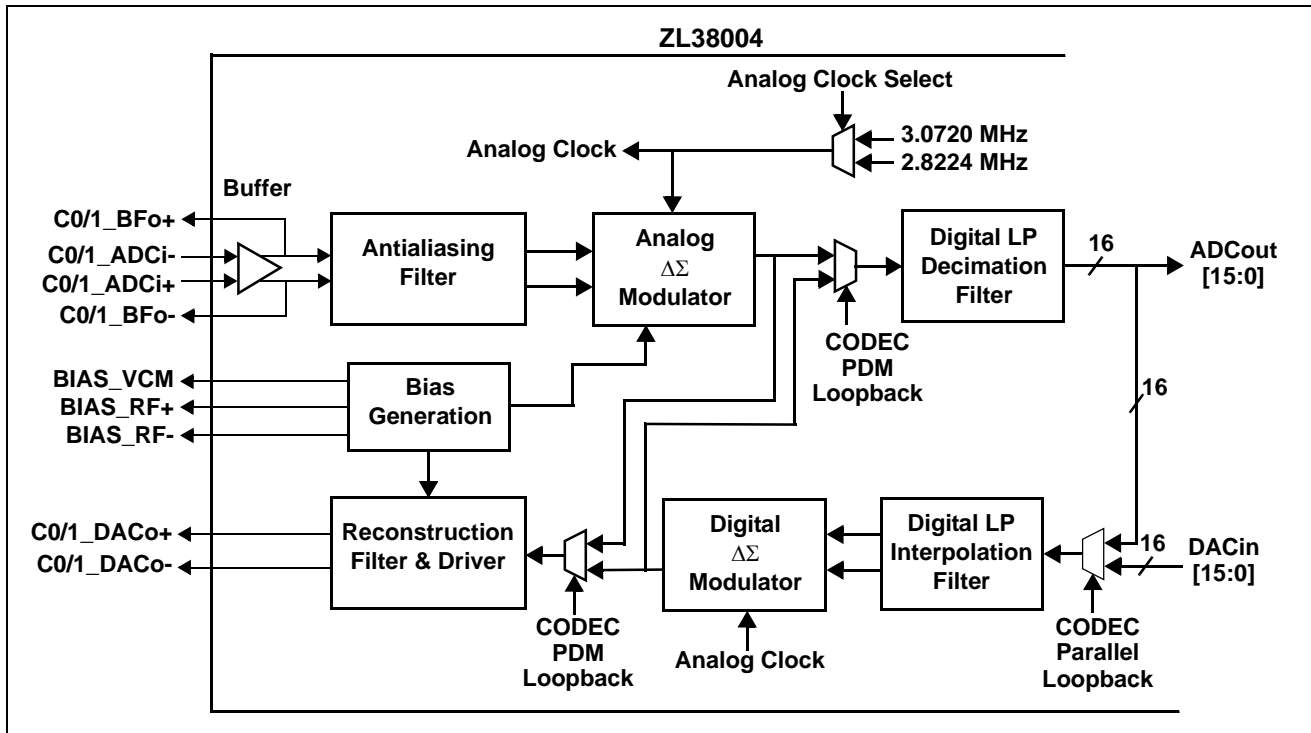 ZL38004
Analog Clock Select
3.0720 MHz
2.8224 MHz
Analog Clock
Buffer
C0/1_BFo+
C0/1_ADCi-
C0/1_ADCi+
C0/1_BFo-
Antialiasing
Filter
Analog
ΔΣ
Modulator
Digital LP
Decimation
Filter
16
ADCout
[15:0]
CODEC
PDM
Loopback
16
BIAS_VCM
BIAS_RF+
BIAS_RF-
Bias
Generation
C0/1_DACo+
C0/1_DACo-
Reconstruction
Filter & Driver
CODEC
PDM
Loopback
Digital
ΔΣ
Modulator
Analog Clock
Digital LP
Interpolation
Filter
CODEC
Parallel
Loopback
16
DACin
[15:0]